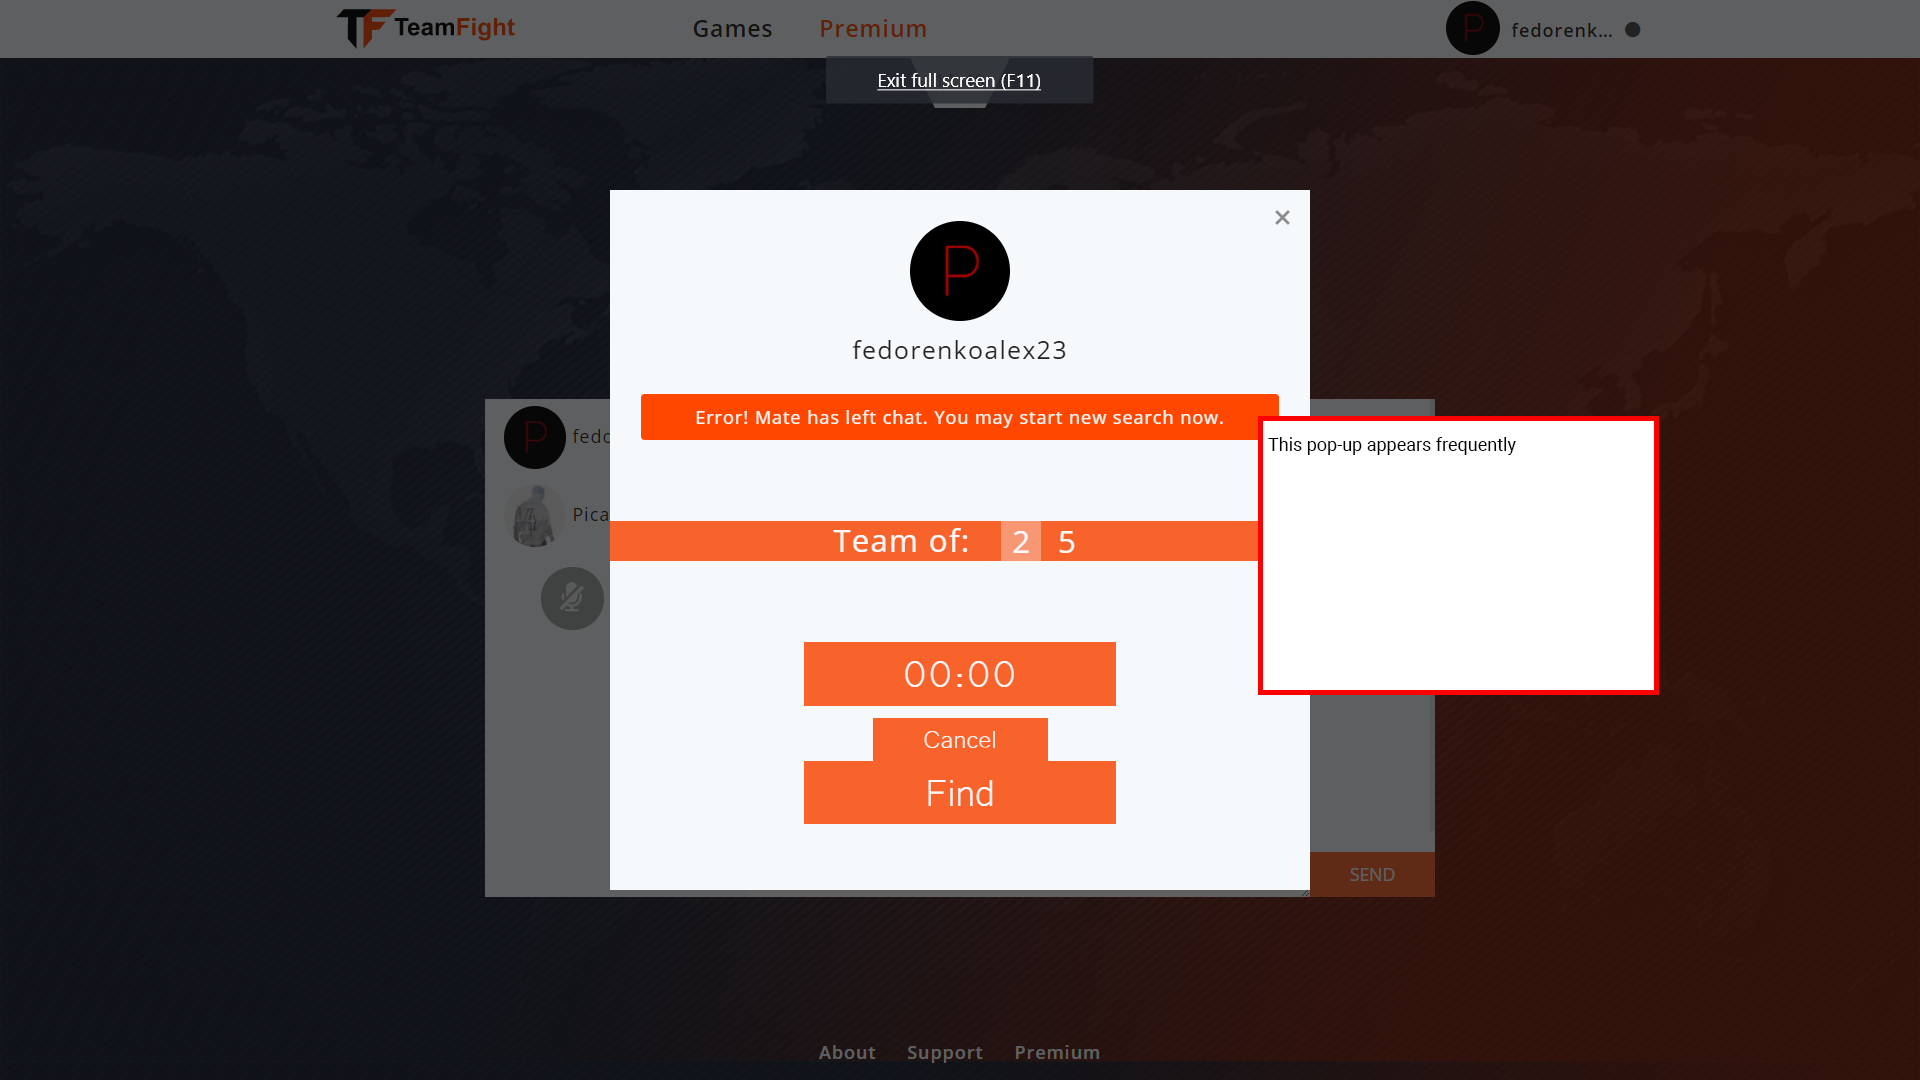 TeamFight
Games
Premium
fedorenk...
Exit full screen (F11)
P
fedorenkoalex23
Error! Mate has left chat. You may start new search now.
This pop-up appears frequently
fedo
Pica
Team of: 2 5
00:00
Cancel
Find
SEND
About Support Premium